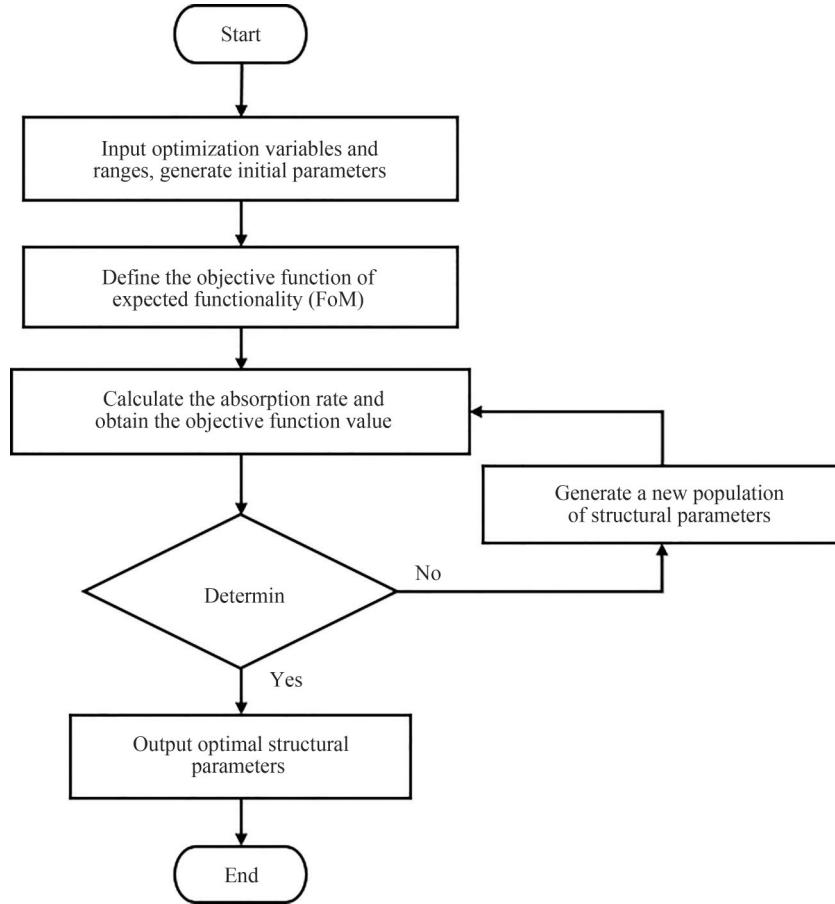 Start
Input optimization variables and
ranges, generate initial parameters
Define the objective function of
expected functionality (FoM)
Calculate the absorption rate and
obtain the objective function value
Generate a new population
of structural parameters
No
Determin
Yes
Output optimal structural
parameters
End